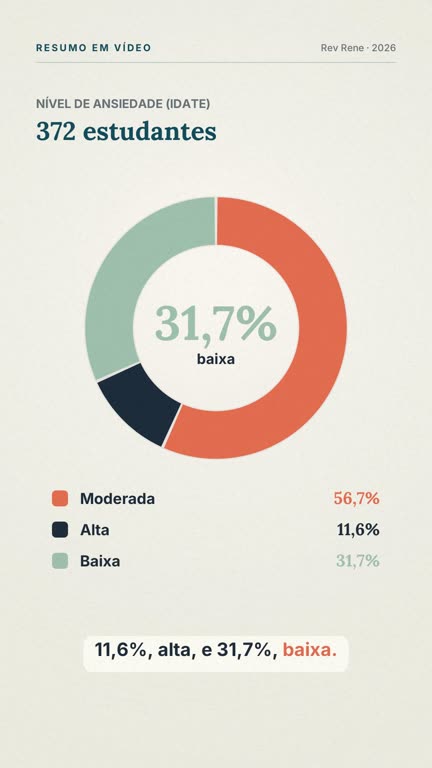 RESUMO EM VÍDEO
Rev Rene · 2026
NÍVEL DE ANSIEDADE (IDATE)
372 estudantes
31,7%
baixa
Moderada 56,7%
Alta 11,6%
Baixa 31,7%
11,6%, alta, e 31,7%, baixa.